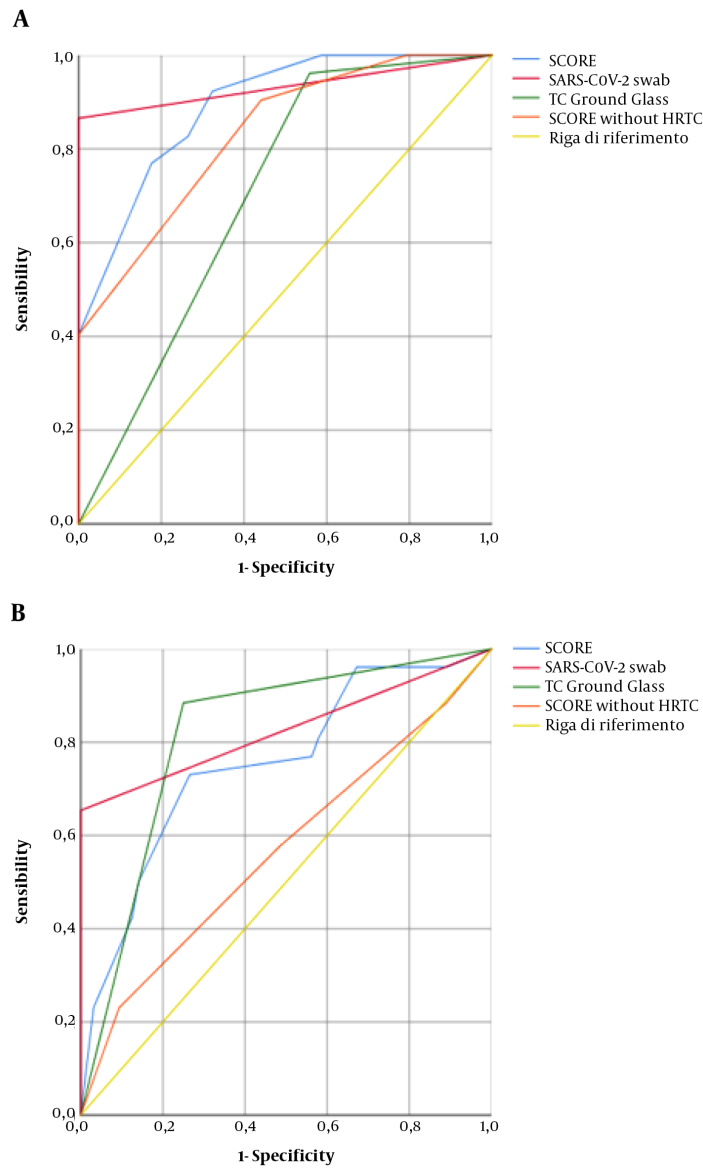 A
1,0
0,8
0,6
0,4
0,2
0,0
Sensibility
0,0 0,2 0,4 0,6 0,8 1,0
1- Specificity
SCORE
SARS-C0V-2 swab
TC Ground Glass
SCORE without HRTC
Riga di riferimento
B
1,0
0,8
0,6
0,4
0,2
0,0
Sensibility
0,0 0,2 0,4 0,6 0,8 1,0
1- Specificity
SCORE
SARS-C0V-2 swab
TC Ground Glass
SCORE without HRTC
Riga di riferimento